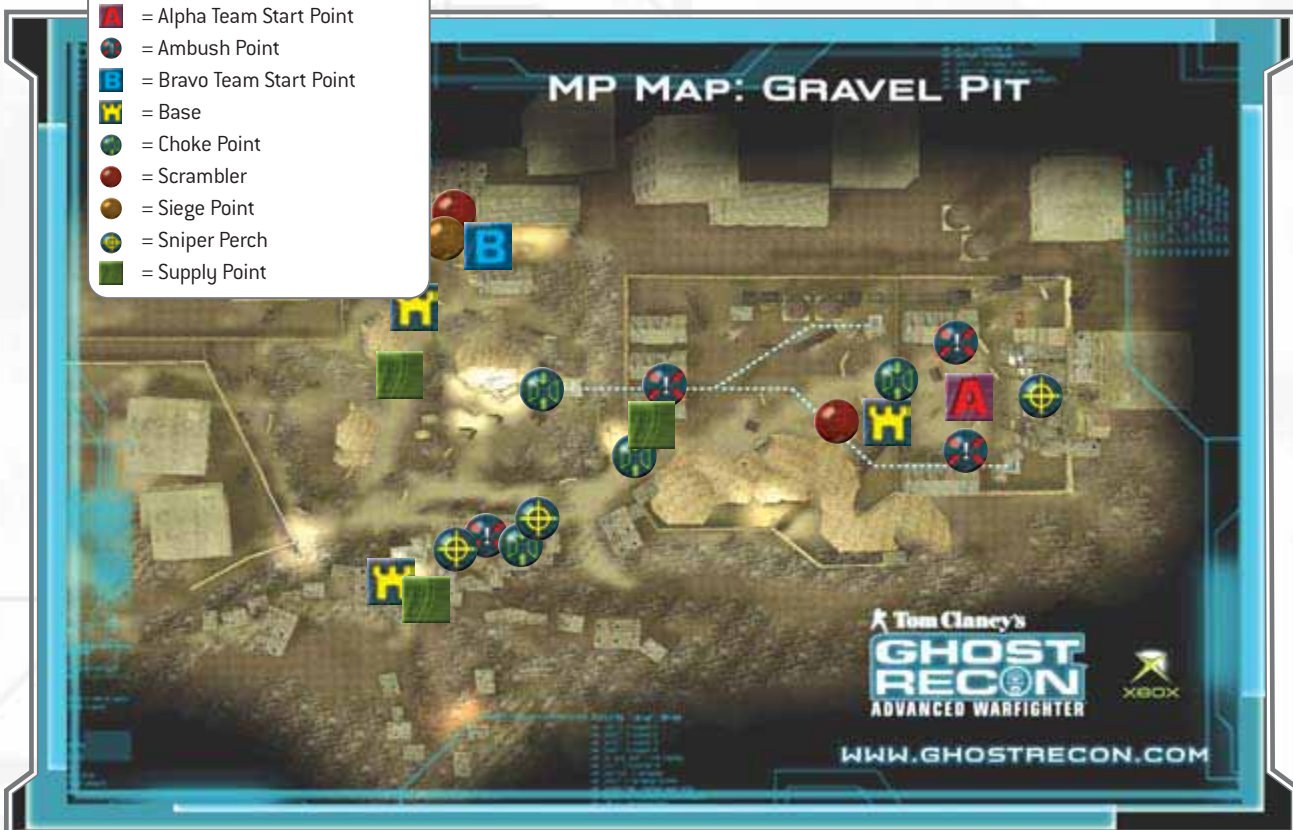 = Alpha Team Start Point
= Ambush Point
= Bravo Team Start Point
= Base
= Choke Point
= Scrambler
= Siege Point
= Sniper Perch
= Supply Point
MP MAP: GRAVEL PIT
A
B
B
A
Tom Clancy's
GHOST
RECON
ADVANCED WARFIGHTER
XBOX
WWW.GHOSTRECON.COM